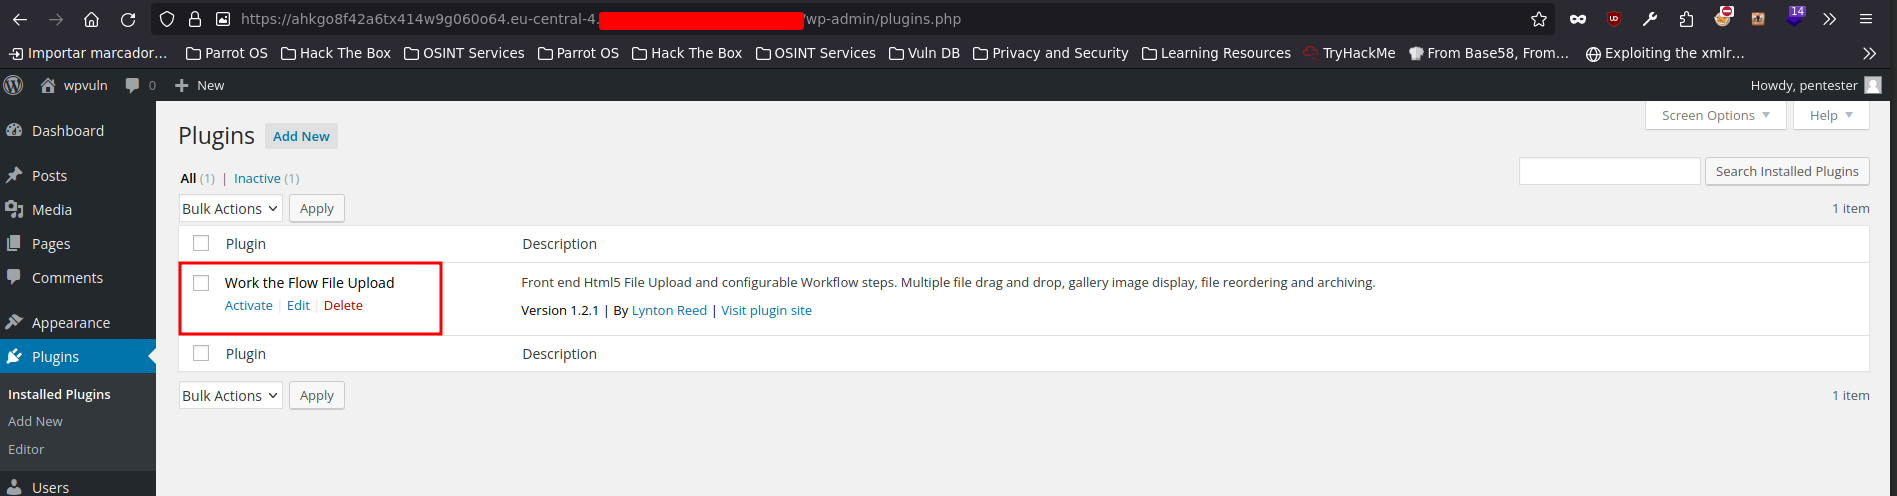 https://ahkgo8f42a6tx414w9g060o64.eu-central-4. /wp-admin/plugins.php
14
Importar marcador… Parrot OS Hack The Box OSINT Services Parrot OS Hack The Box OSINT Services Vuln DB Privacy and Security Learning Resources TryHackMe From Base58, From… Exploiting the xmlr…
wpvuln 0 + New Howdy, pentester
Dashboard
Posts
Media
Pages
Comments
Appearance
Plugins
Installed Plugins
Add New
Editor
Users
Screen Options Help
Plugins Add New
All (1) | Inactive (1)
Search Installed Plugins
Bulk Actions Apply 1 item
Plugin Description
Work the Flow File Upload Front end Html5 File Upload and configurable Workflow steps. Multiple file drag and drop, gallery image display, file reordering and archiving.
Activate | Edit | Delete Version 1.2.1 | By Lynton Reed | Visit plugin site
Plugin Description
Bulk Actions Apply 1 item